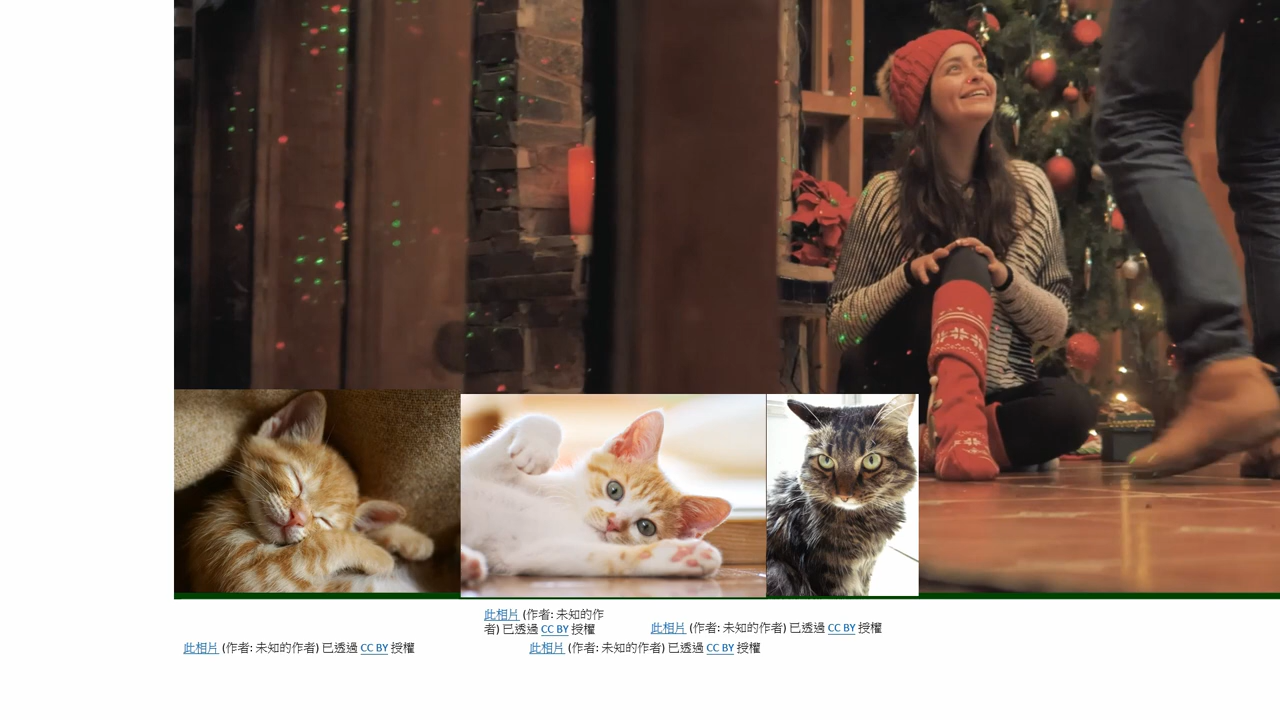 此相片 (作者: 未知的作
者) 已透過 CC BY 授權
此相片 (作者: 未知的作者) 已透過 CC BY 授權
此相片 (作者: 未知的作者) 已透過 CC BY 授權
此相片 (作者: 未知的作者) 已透過 CC BY 授權